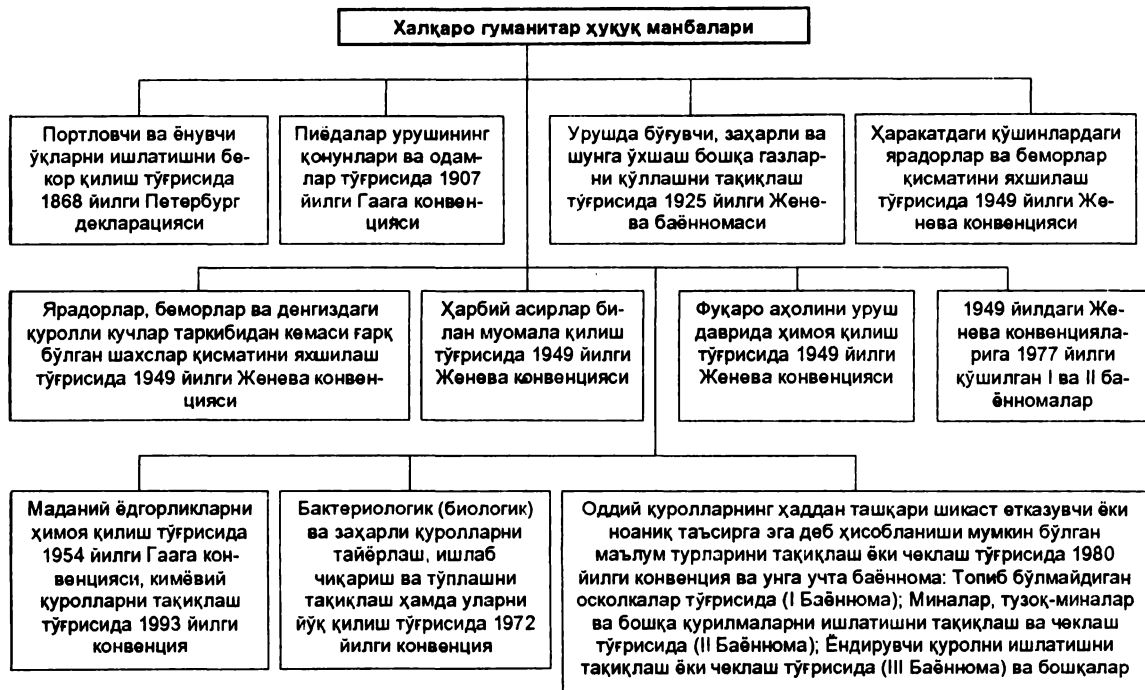 Халқаро гуманитар ҳуқуқ манбалари
Портловчи ва ёнувчи
ўқларни ишлатишни бе-
кор қилиш тўғрисида
1868 йилги Петербург
декларацияси
Пиёдалар урушининг
қонунлари ва одам-
лар тўғрисида 1907
йилги Гаага конвен-
цияси
Урушда бўғувчи, заҳарли ва
шунга ўхшаш бошқа газлар-
ни қўллашни тақиқлаш
тўғрисида 1925 йилги Жене-
ва баённомаси
Ҳаракатдаги қўшинлардаги
ярадорлар ва беморлар
қисматини яхшилаш
тўғрисида 1949 йилги Же-
нева конвенцияси
Ярадорлар, беморлар ва денгиздаги
қуролли кучлар таркибидан кемаси ғарқ
бўлган шахслар қисматини яхшилаш
тўғрисида 1949 йилги Женева конвен-
цияси
Ҳарбий асирлар би-
лан муомала қилиш
тўғрисида 1949 йилги
Женева конвенцияси
Фуқаро аҳолини уруш
даврида ҳимоя қилиш
тўғрисида 1949 йилги
Женева конвенцияси
1949 йилдаги Же-
нева конвенцияла-
рига 1977 йилги
қўшилган I ва II ба-
ённомалар
Маданий ёдгорликларни
ҳимоя қилиш тўғрисида
1954 йилги Гаага кон-
венцияси, кимёвий
қуролларни тақиқлаш
тўғрисида 1993 йилги
конвенция
Бактериологик (биологик)
ва заҳарли қуролларни
тайёрлаш, ишлаб
чиқариш ва тўплашни
тақиқлаш ҳамда уларни
йўқ қилиш тўғрисида 1972
йилги конвенция
Оддий қуролларнинг ҳаддан ташқари шикаст етказувчи ёки
ноаниқ таъсирга эга деб ҳисобланиши мумкин бўлган
маълум турларини тақиқлаш ёки чеклаш тўғрисида 1980
йилги конвенция ва унга учта баённома: Топиб бўлмайдиган
осколкалар тўғрисида (I Баённома); Миналар, тузоқ-миналар
ва бошқа қурилмаларни ишлатишни тақиқлаш ва чеклаш
тўғрисида (II Баённома); Ёндирувчи қуролни ишлатишни
тақиқлаш ёки чеклаш тўғрисида (III Баённома) ва бошқалар